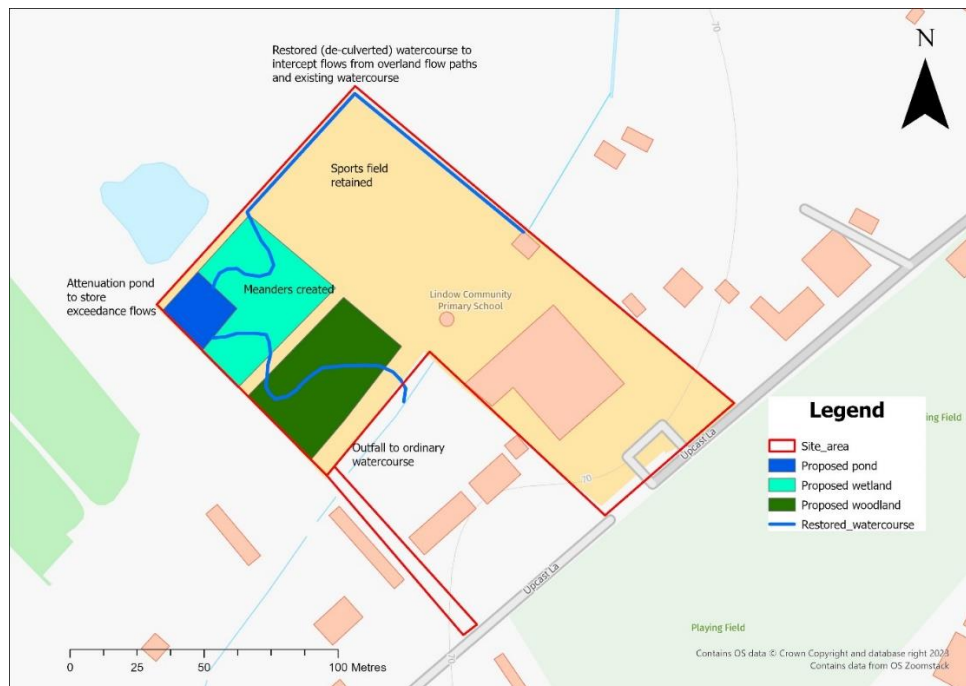 Restored (de-culverted) watercourse to
intercept flows from overland flow paths
and existing watercourse
N
70
Sports field
retained
Attenuation pond
to store
exceedance flows
Meanders created
Lindow Community
Primary School
Outfall to ordinary
watercourse
70
Upcast La
Upcast La
70
Playing Field
Legend
Site_area
Proposed pond
Proposed wetland
Proposed woodland
Restored_watercourse
Playing Field
0 25 50 100 Metres
Contains OS data © Crown Copyright and database right 2023
Contains data from OS Zoomstack